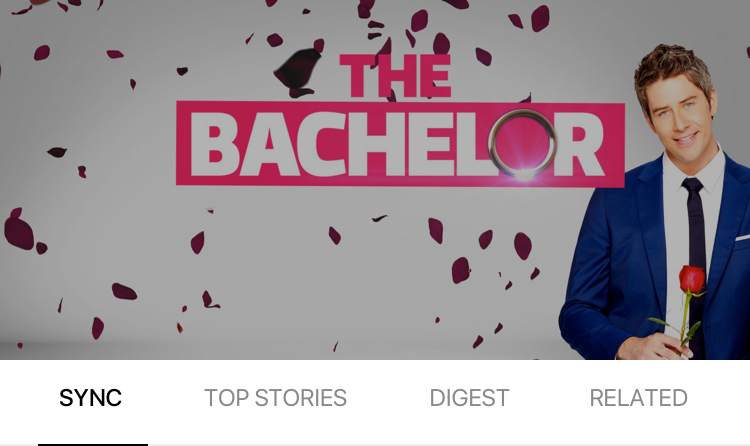 THE
BACHELOR
SYNC TOP STORIES DIGEST RELATED